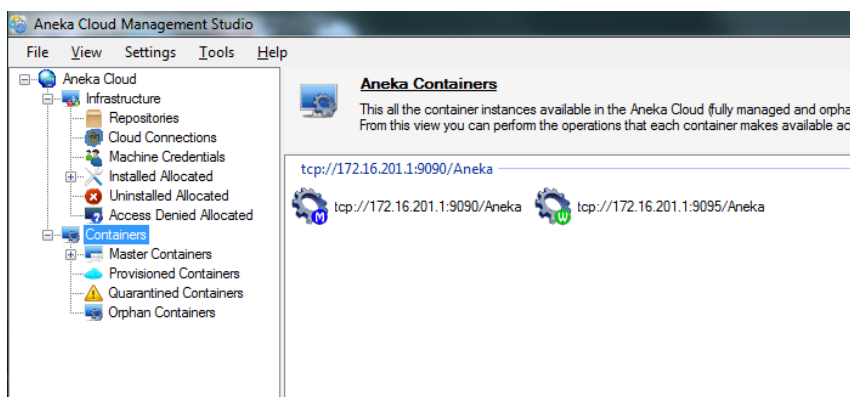 Aneka Cloud Management Studio
File View Settings Tools Help
Aneka Cloud
Infrastructure
Repositories
Cloud Connections
Machine Credentials
Installed Allocated
Uninstalled Allocated
Access Denied Allocated
Containers
Master Containers
Provisioned Containers
Quarantined Containers
Orphan Containers
Aneka Containers
This all the container instances available in the Aneka Cloud (fully managed and orpha
From this view you can perform the operations that each container makes available ac
tcp://172.16.201.1:9090/Aneka
M tcp://172.16.201.1:9090/Aneka W tcp://172.16.201.1:9095/Aneka